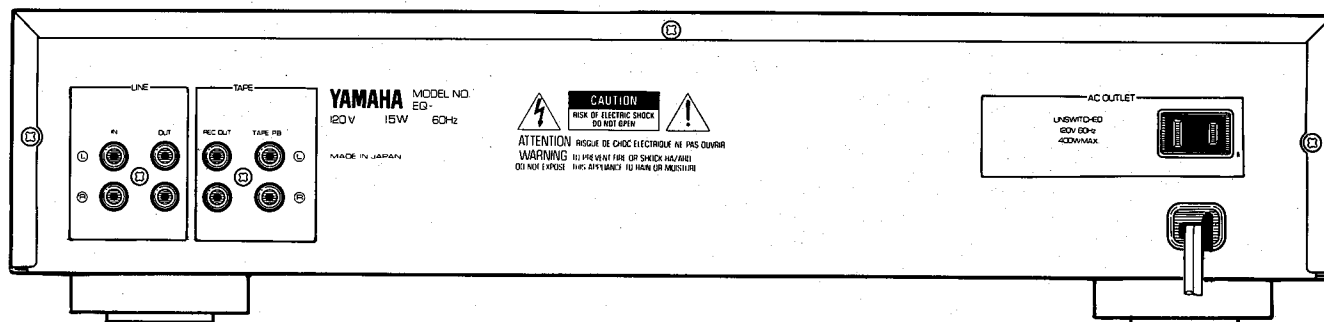 LINE
IN OUT
L
R
TAPE
REC OUT TAPE PB
L
R
YAMAHA MODEL NO.
EQ-
120V 15W 60Hz
MADE IN JAPAN
CAUTION
RISK OF ELECTRIC SHOCK
DO NOT OPEN
ATTENTION RISQUE DE CHOC ELECTRIQUE NE PAS OUVRIR
WARNING TO PREVENT FIRE OR SHOCK HAZARD
DO NOT EXPOSE THIS APPLIANCE TO RAIN OR MOISTURE
AC OUTLET
UNSWITCHED
120V 60Hz
400W MAX.